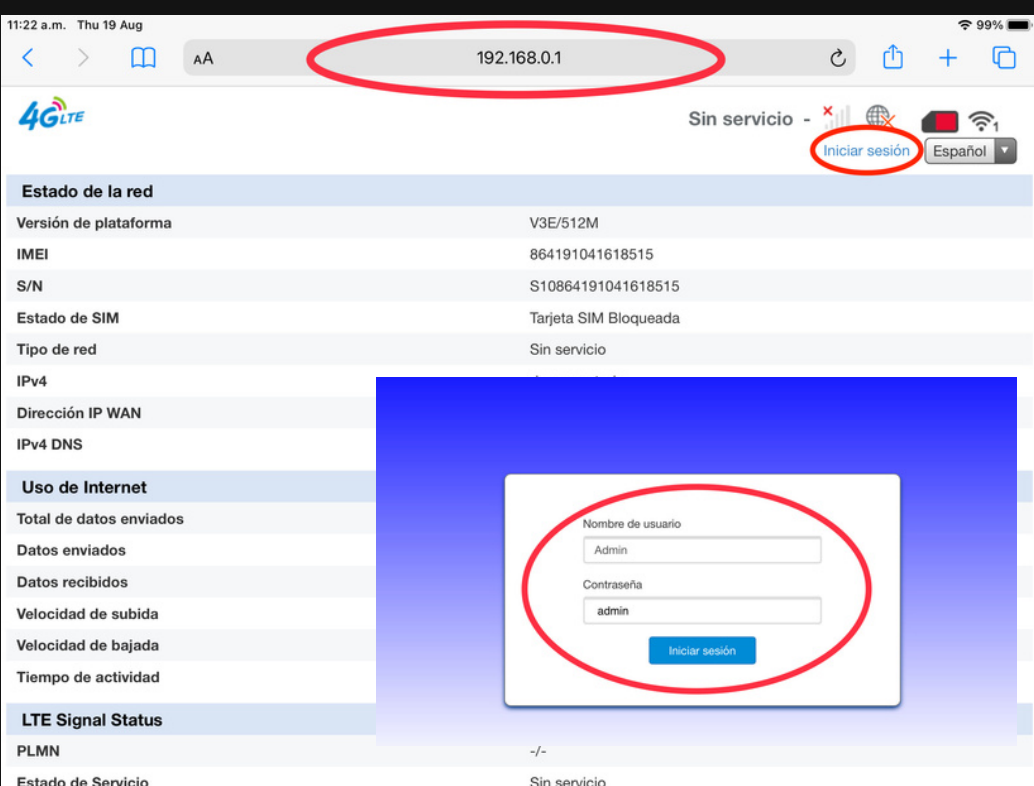 11:22 a.m. Thu 19 Aug
99%
AA
192.168.0.1
4G LTE
Sin servicio -
1
Iniciar sesión
Español
Estado de la red
Versión de plataforma V3E/512M
IMEI 864191041618515
S/N S10864191041618515
Estado de SIM Tarjeta SIM Bloqueada
Tipo de red Sin servicio
IPv4
Dirección IP WAN
IPv4 DNS
Uso de Internet
Total de datos enviados
Datos enviados
Datos recibidos
Velocidad de subida
Velocidad de bajada
Tiempo de actividad
Nombre de usuario
Admin
Contraseña
admin
Iniciar sesión
LTE Signal Status
PLMN -/-
Estado de Servicio Sin servicio